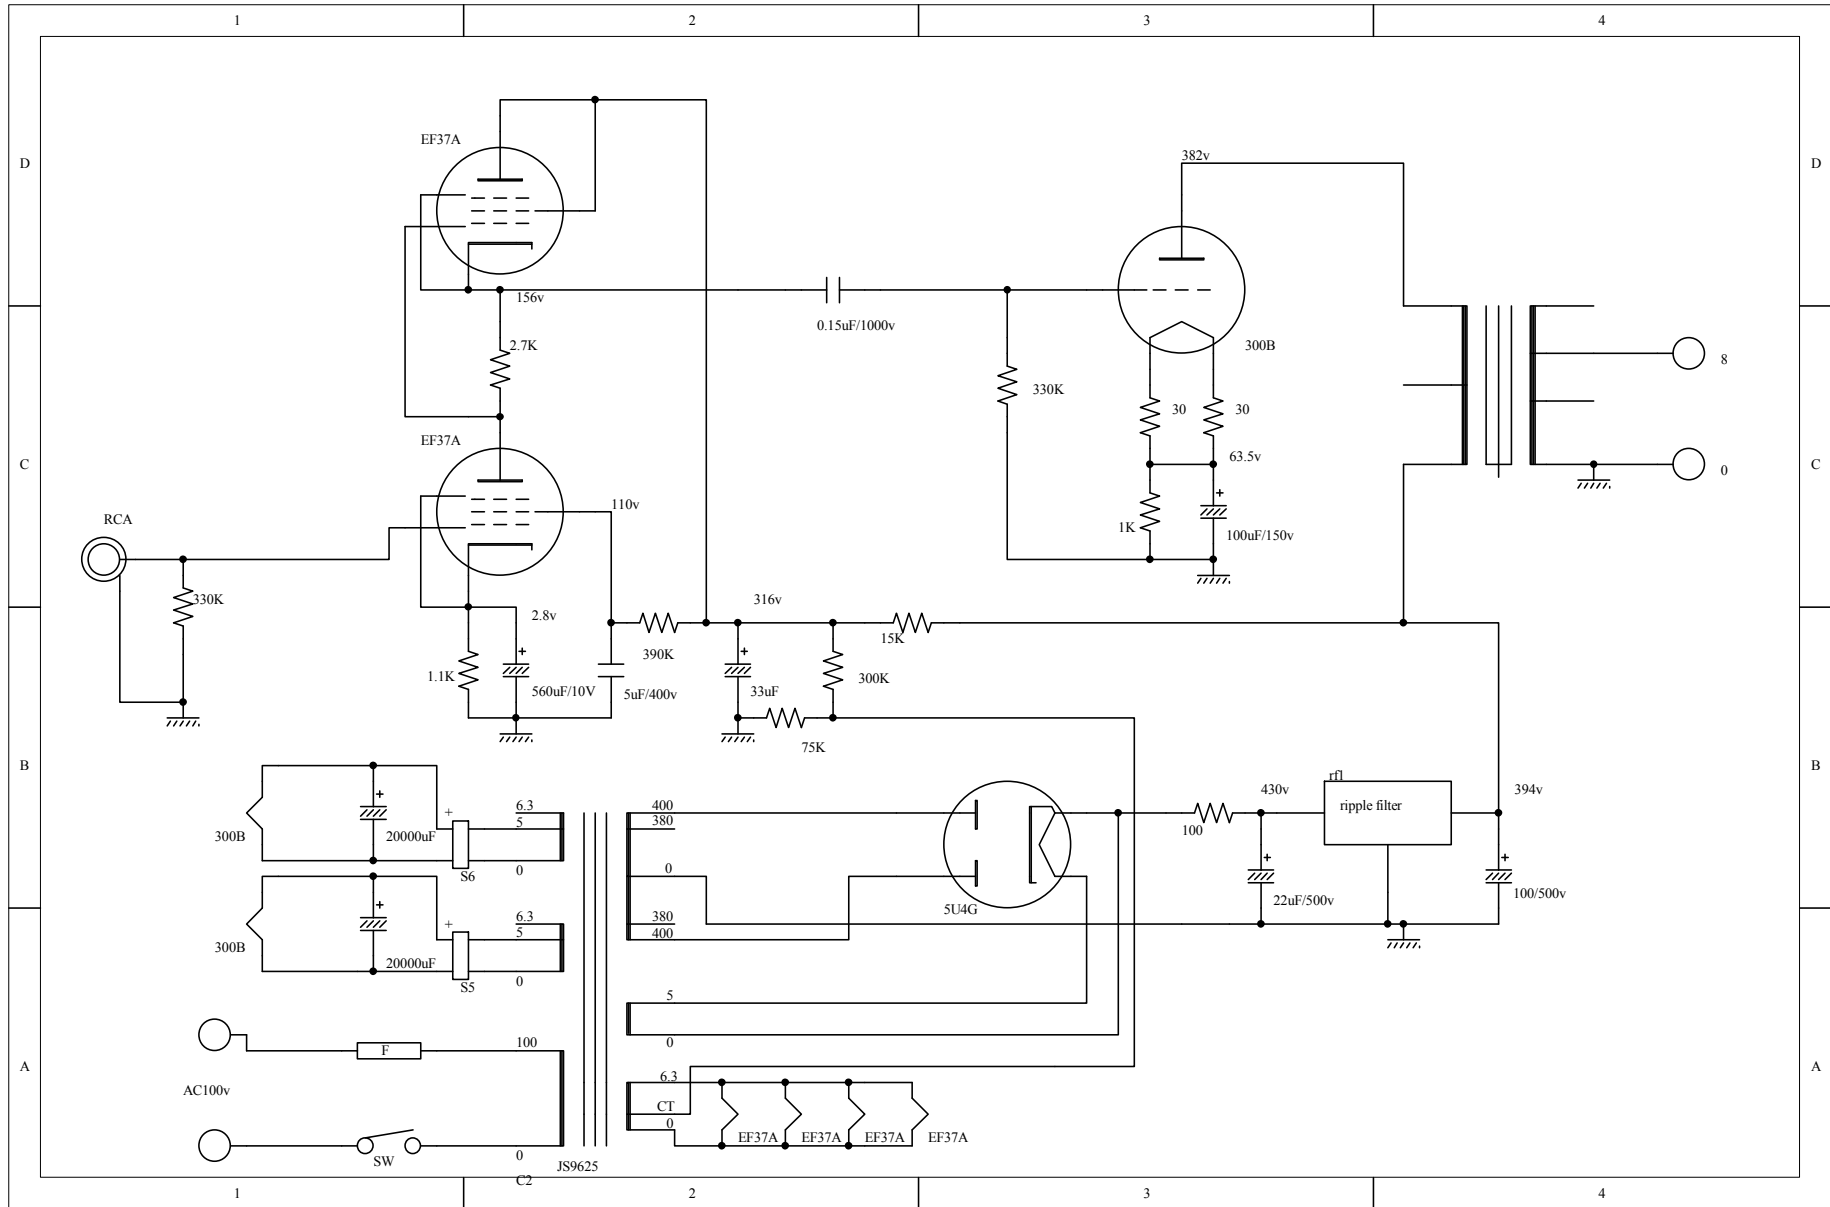 1 2 3 4
D D
EF37A
382v
156v
0.15uF/1000v
2.7K
300B
8
330K
30 30
EF37A
63.5v
C C
0
110v
RCA
1K
100uF/150v
330K
2.8v
316v
15K
390K
1.1K
300K
560uF/10V
5uF/400v
33uF
75K
B B
rf1
430v
394v
ripple filter
+
6.3
400
5
380
300B
20000uF
100
0
0
S6
22uF/500v
100/500v
5U4G
+
6.3
380
5
400
300B
20000uF
0
S5
5
100
0
F
A A
6.3
AC100v
CT
0
EF37A EF37A EF37A EF37A
SW
0
JS9625
C2
1 2 3 4